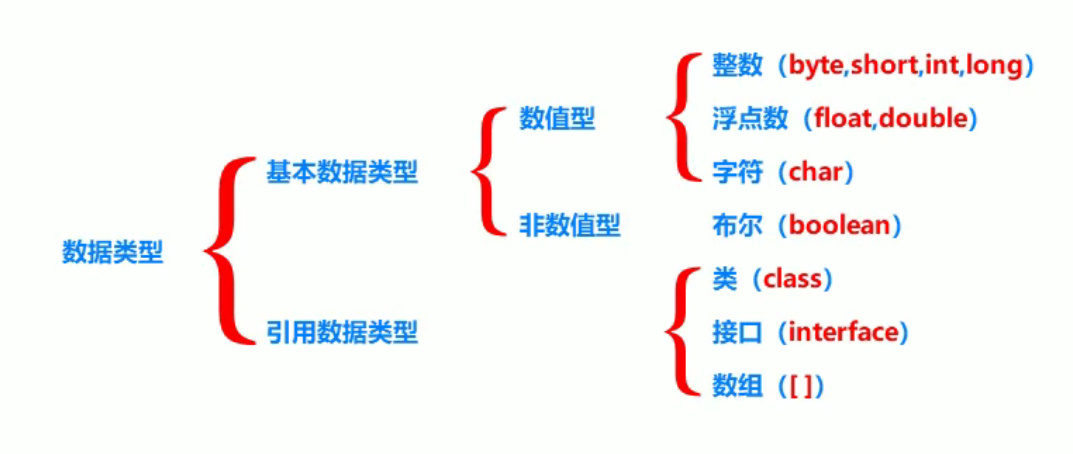 整数（byte,short,int,long）
数值型
浮点数（float,double）
基本数据类型
字符（char）
非数值型
布尔（boolean）
数据类型
类（class）
引用数据类型
接口（interface）
数组（[ ]）